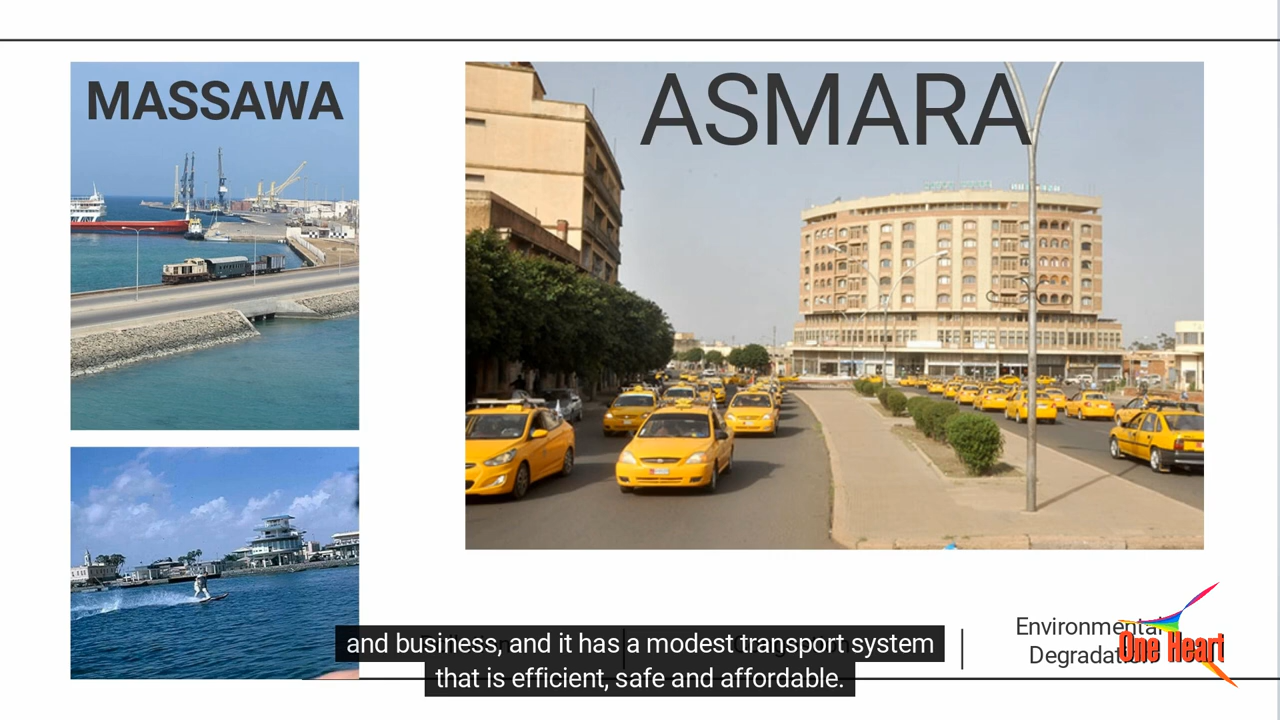 MASSAWA
ASMARA
Environmental
One Heart
and business, and it has a modest transport system
that is efficient, safe and affordable.